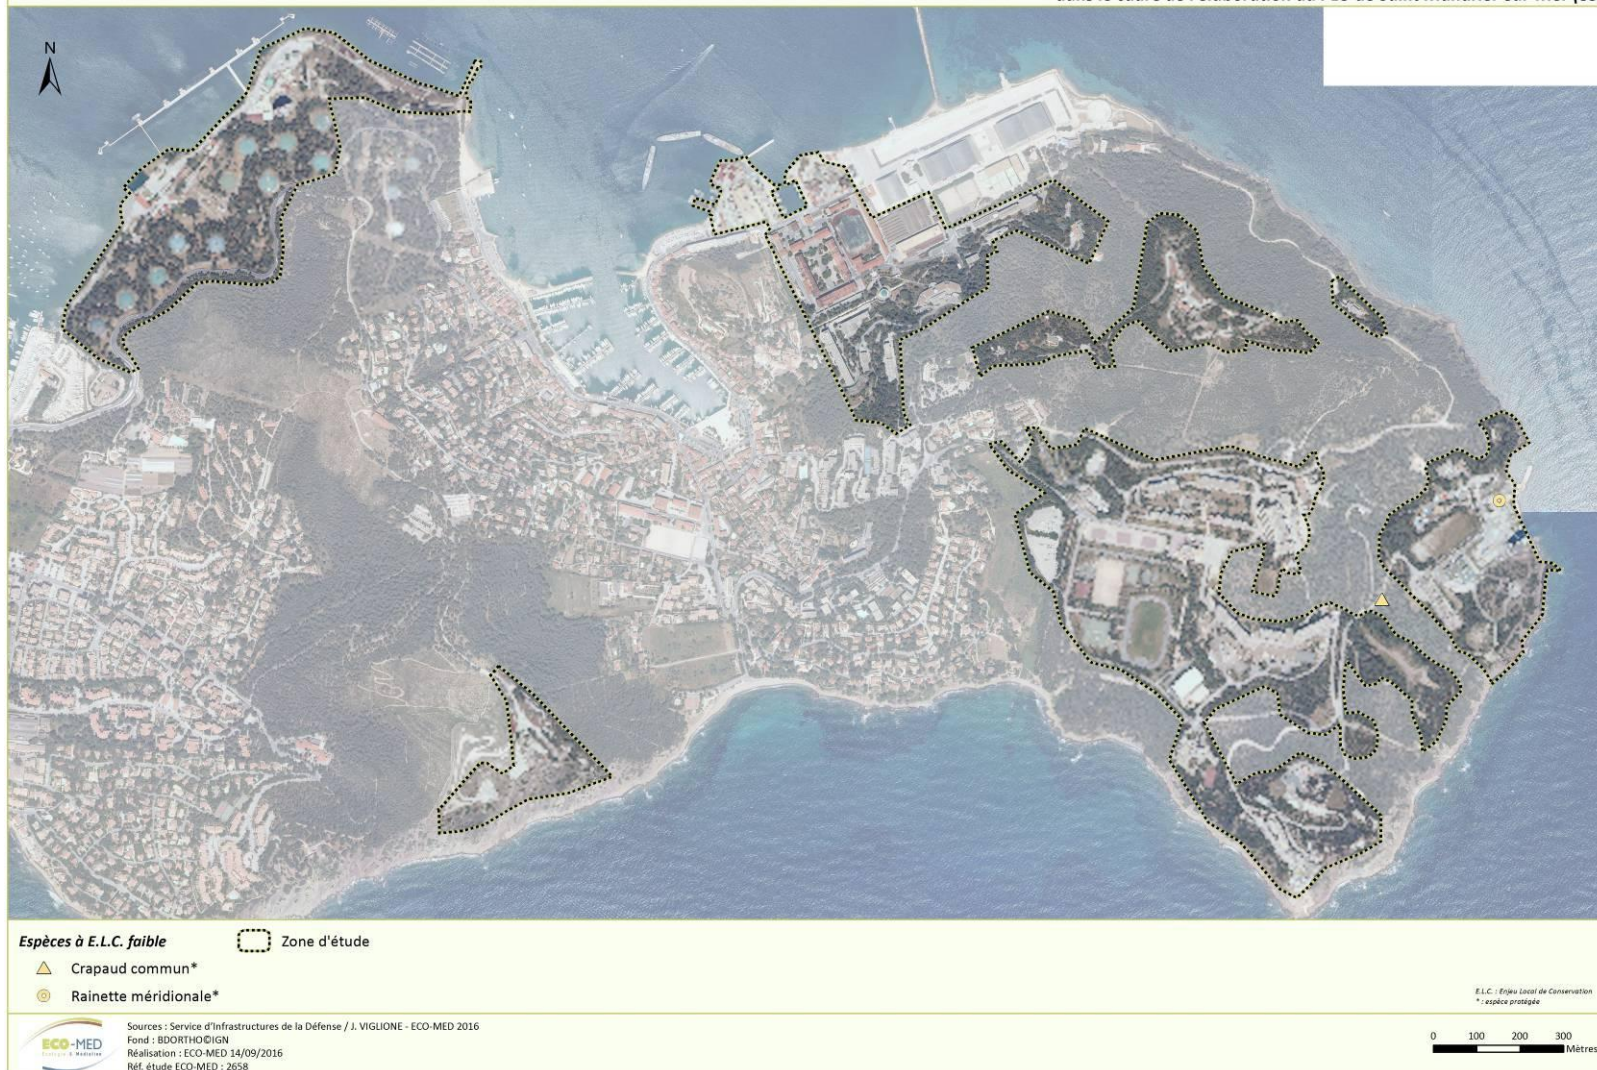 N
Espèces à E.L.C. faible
Zone d'étude
Crapaud commun*
Rainette méridionale*
E.L.C. : Enjeu Local de Conservation
* : espèce protégée
ECO-MED
Ecologie & Médiation
Sources : Service d'Infrastructures de la Défense / J. VIGLIONE - ECO-MED 2016
Fond : BDORTHO©IGN
Réalisation : ECO-MED 14/09/2016
Réf. étude ECO-MED : 2658
0 100 200 300
Mètres